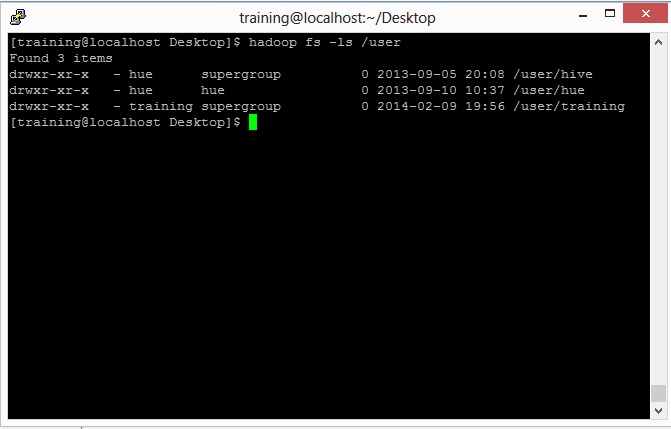 training@localhost:~/Desktop
[training@localhost Desktop]$ hadoop fs -ls /user
Found 3 items
drwxr-xr-x   - hue      supergroup          0 2013-09-05 20:08 /user/hive
drwxr-xr-x   - hue      hue                 0 2013-09-10 10:37 /user/hue
drwxr-xr-x   - training supergroup          0 2014-02-09 19:56 /user/training
[training@localhost Desktop]$